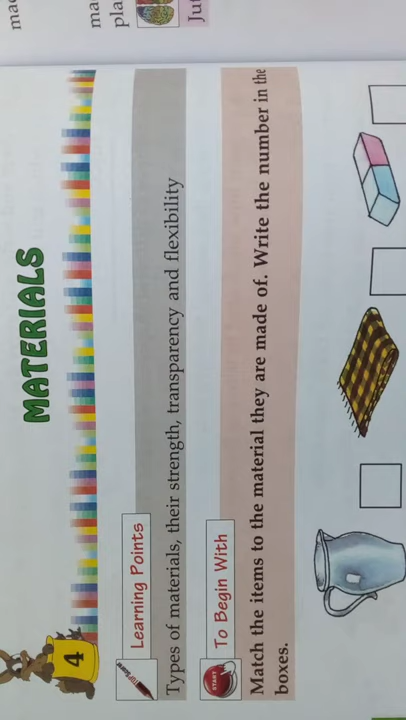 MATERIALS
4
Learning Points
Types of materials, their strength, transparency and flexibility
START
To Begin With
Match the items to the material they are made of. Write the number in the
boxes.